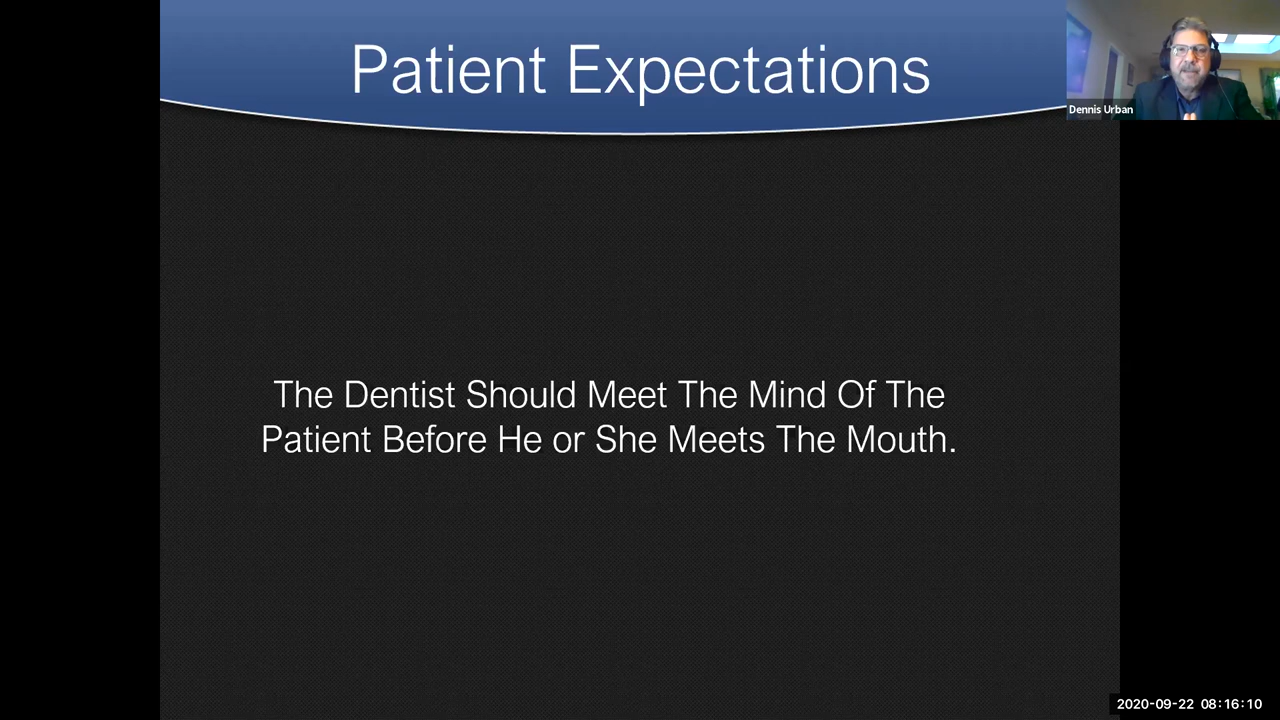 Patient Expectations
Dennis Urban
The Dentist Should Meet The Mind Of The
Patient Before He or She Meets The Mouth.
2020-09-22 08:16:10